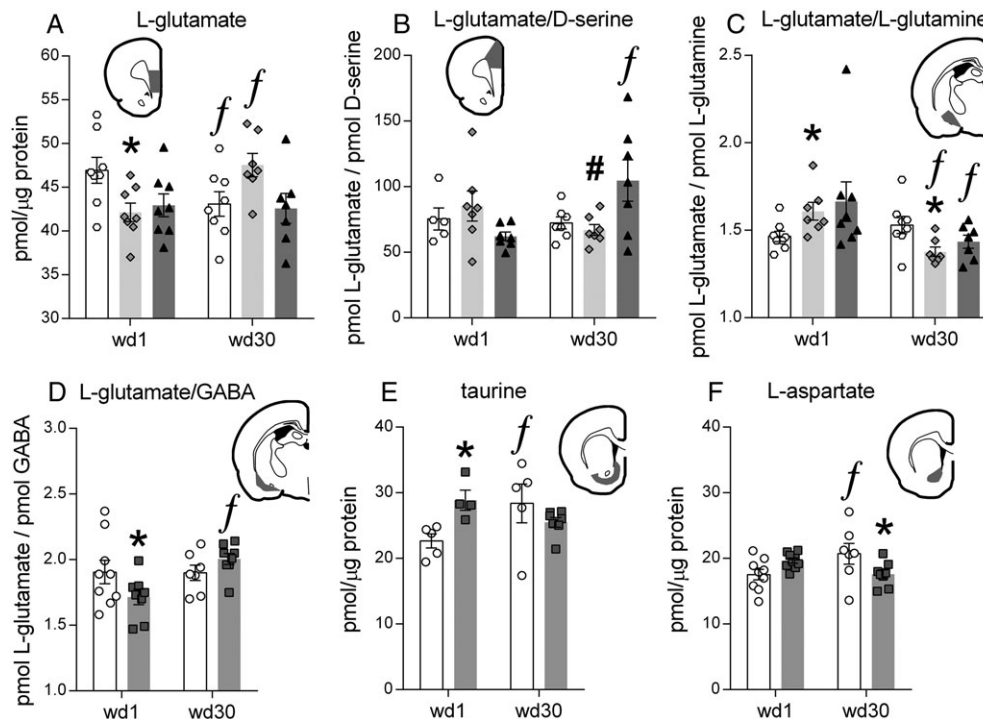 A L-glutamate
pmol/µg protein
60
55
50
45
40
35
30
* f f
wd1 wd30
B L-glutamate/D-serine
pmol L-glutamate / pmol D-serine
200
150
100
50
0
# f
wd1 wd30
C L-glutamate/L-glutamine
pmol L-glutamate / pmol L-glutamine
2.5
2.0
1.5
1.0
* f * f
wd1 wd30
D L-glutamate/GABA
pmol L-glutamate / pmol GABA
3.0
2.5
2.0
1.5
1.0
* f
wd1 wd30
E taurine
pmol/µg protein
40
30
20
10
0
* f
wd1 wd30
F L-aspartate
pmol/µg protein
40
30
20
10
0
f *
wd1 wd30